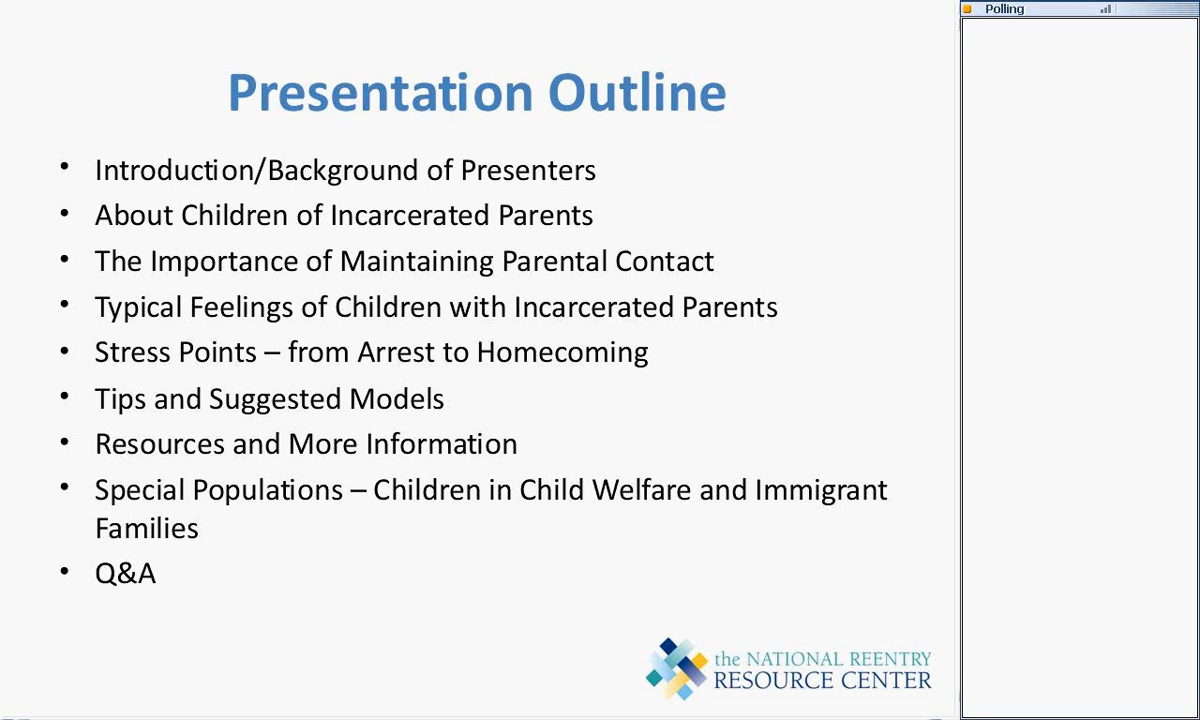 Polling
Presentation Outline
• Introduction/Background of Presenters
• About Children of Incarcerated Parents
• The Importance of Maintaining Parental Contact
• Typical Feelings of Children with Incarcerated Parents
• Stress Points – from Arrest to Homecoming
• Tips and Suggested Models
• Resources and More Information
• Special Populations – Children in Child Welfare and Immigrant
Families
• Q&A
the NATIONAL REENTRY
RESOURCE CENTER